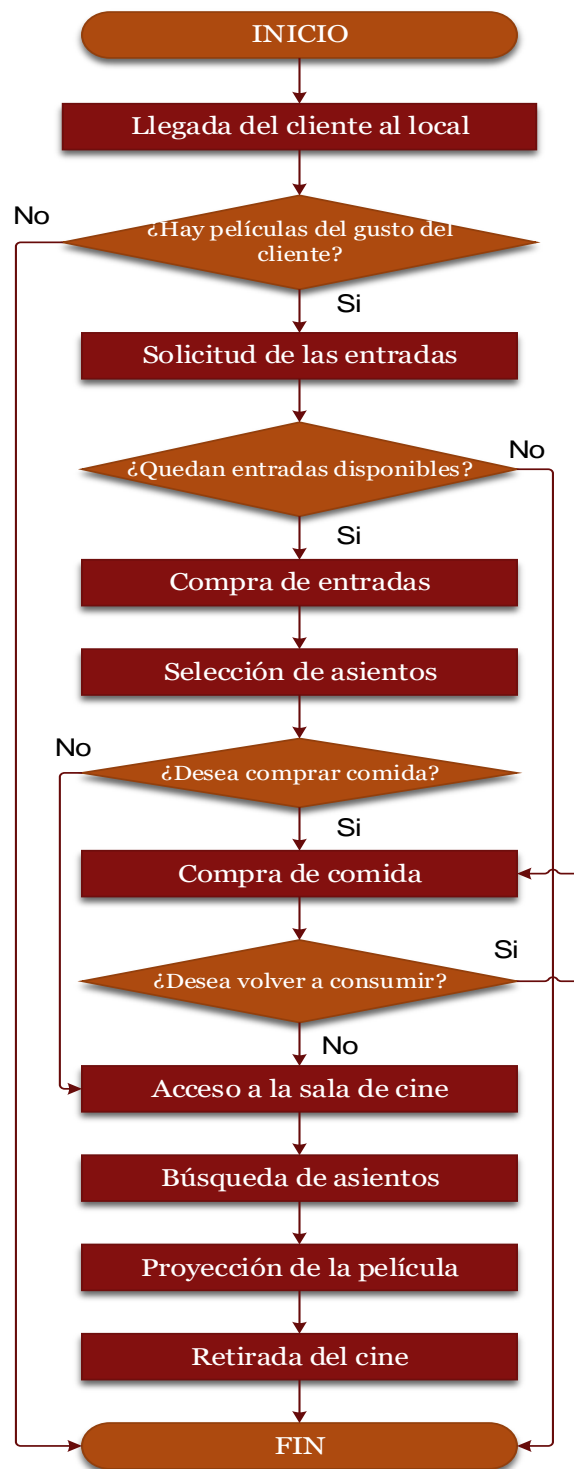 INICIO
Llegada del cliente al local
No
¿Hay películas del gusto del
cliente?
Si
Solicitud de las entradas
No
¿Quedan entradas disponibles?
Si
Compra de entradas
Selección de asientos
No
¿Desea comprar comida?
Si
Compra de comida
Si
¿Desea volver a consumir?
No
Acceso a la sala de cine
Búsqueda de asientos
Proyección de la película
Retirada del cine
FIN